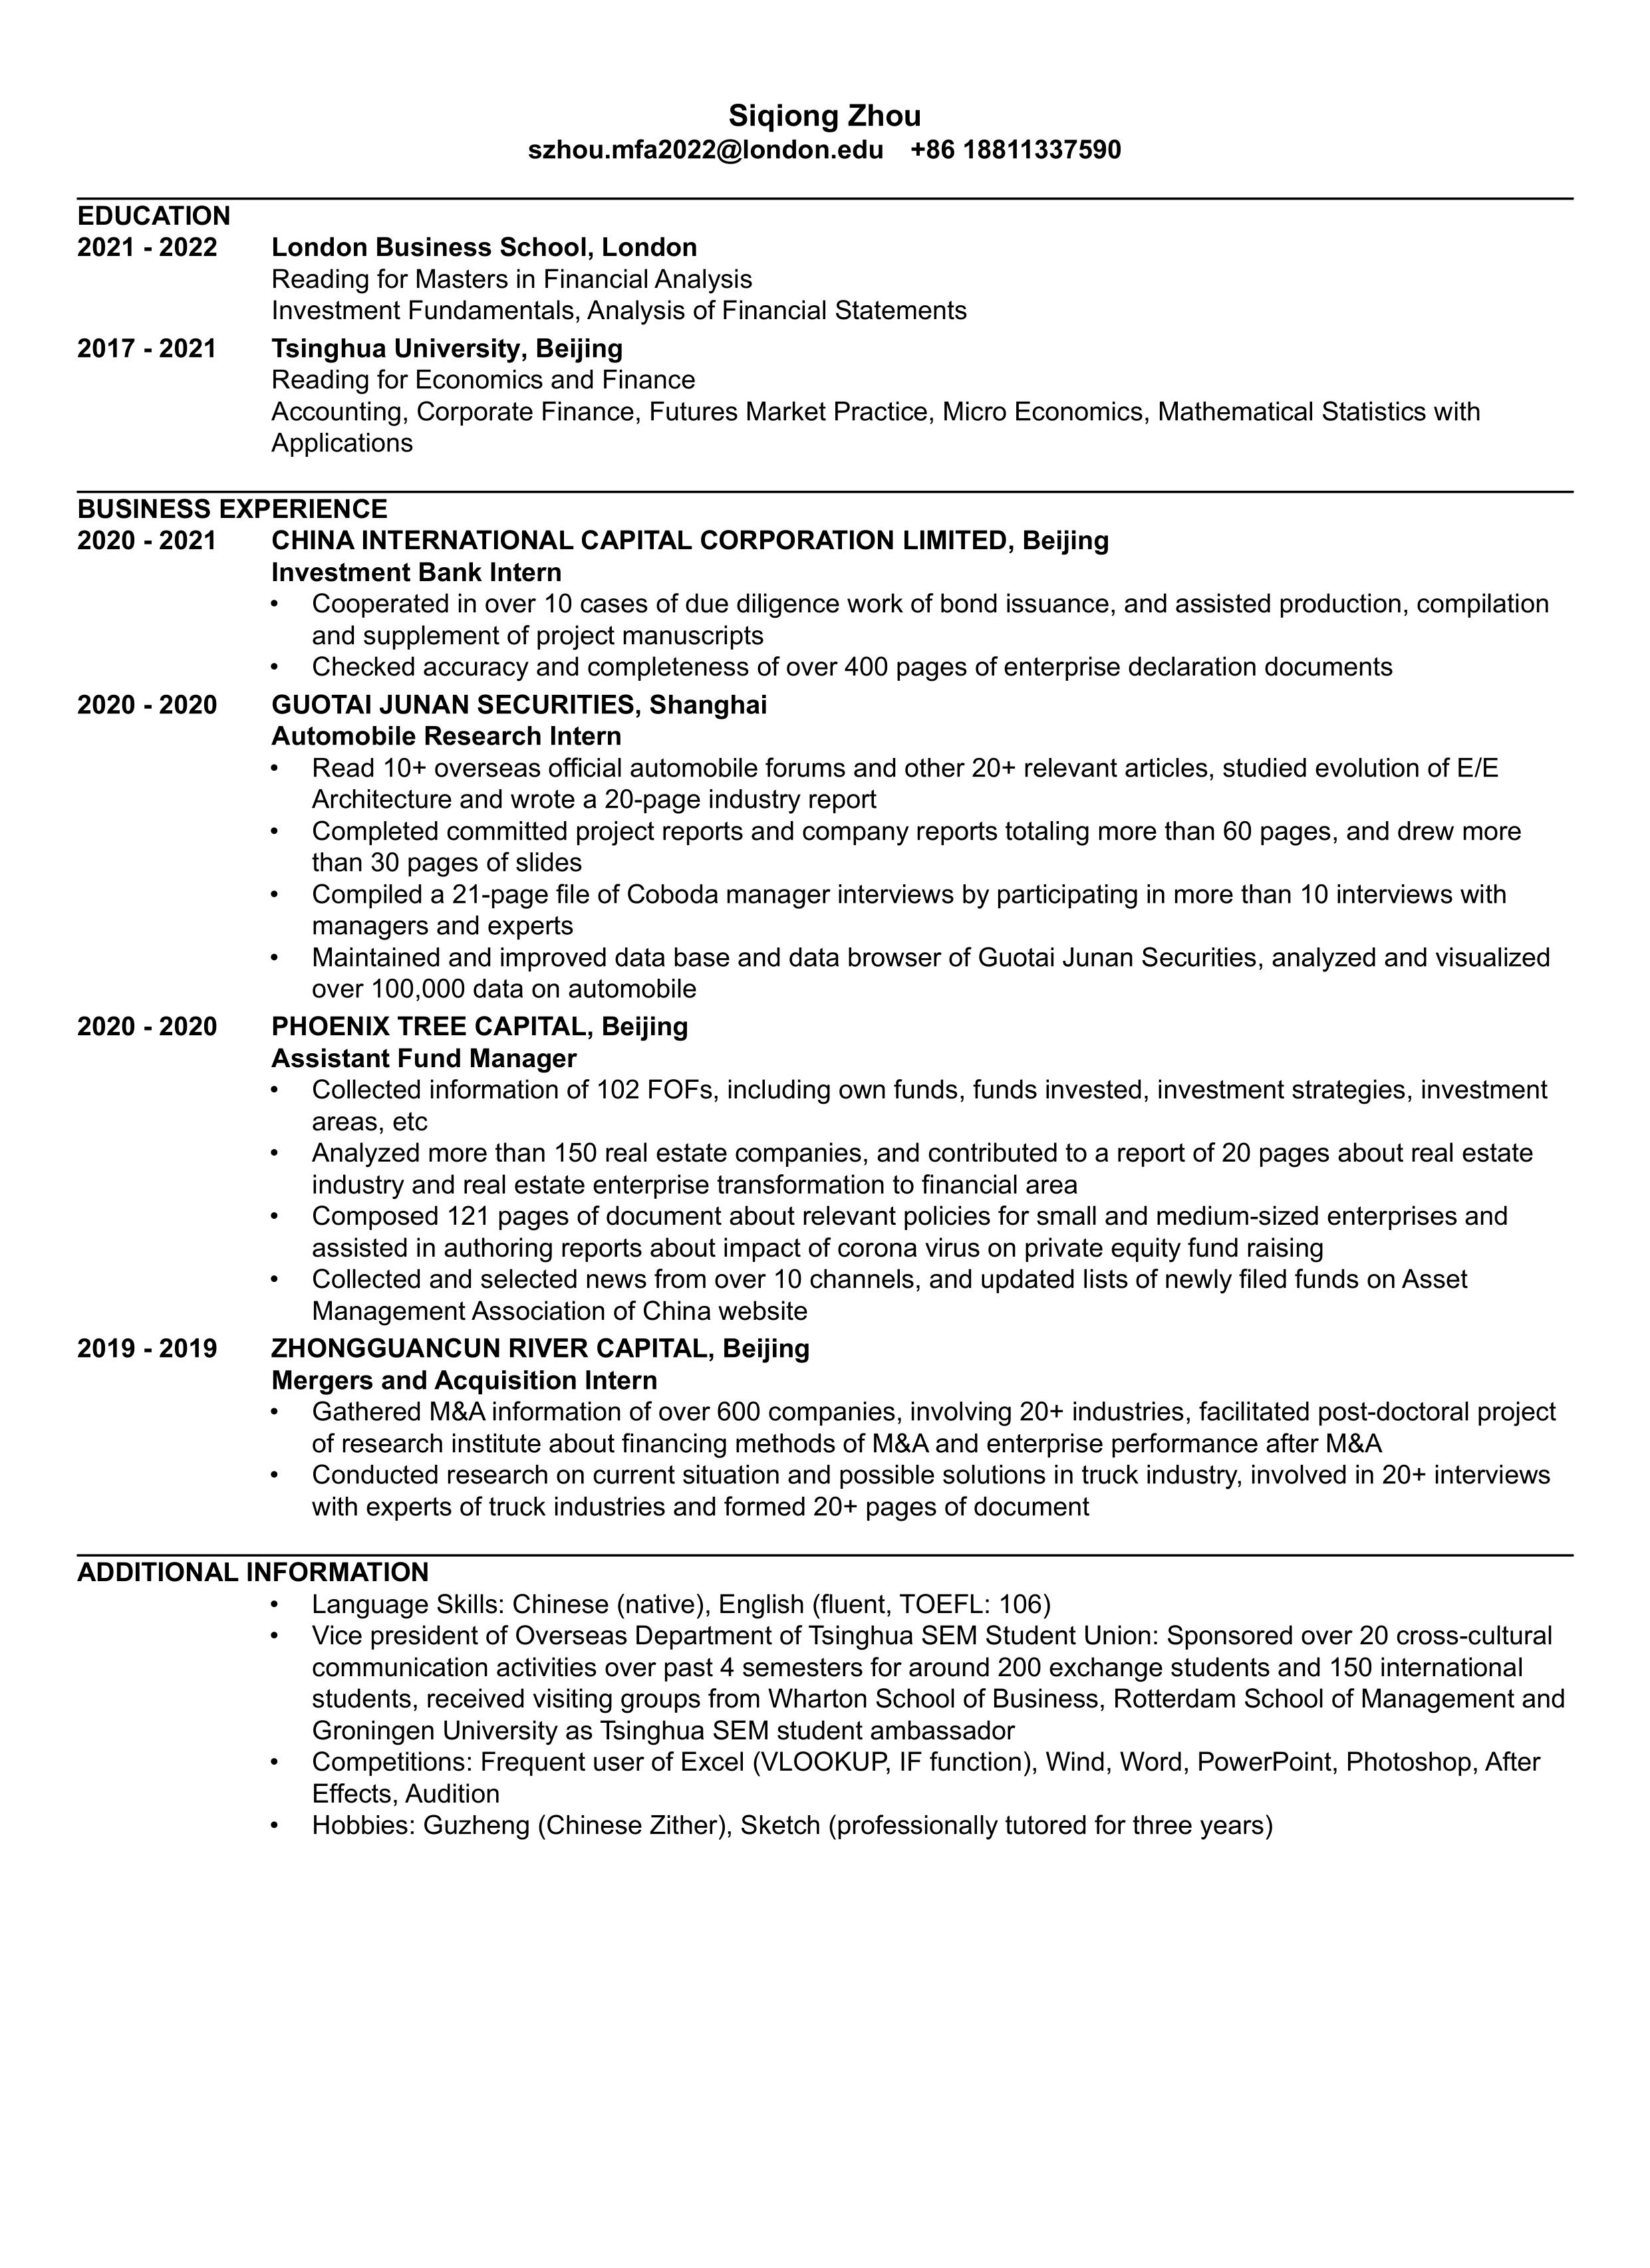 Siqiong Zhou
szhou.mfa2022@london.edu +86 18811337590
EDUCATION
2021 - 2022 London Business School, London
Reading for Masters in Financial Analysis
Investment Fundamentals, Analysis of Financial Statements
2017 - 2021 Tsinghua University, Beijing
Reading for Economics and Finance
Accounting, Corporate Finance, Futures Market Practice, Micro Economics, Mathematical Statistics with
Applications
BUSINESS EXPERIENCE
2020 - 2021 CHINA INTERNATIONAL CAPITAL CORPORATION LIMITED, Beijing
Investment Bank Intern
• Cooperated in over 10 cases of due diligence work of bond issuance, and assisted production, compilation
and supplement of project manuscripts
• Checked accuracy and completeness of over 400 pages of enterprise declaration documents
2020 - 2020 GUOTAI JUNAN SECURITIES, Shanghai
Automobile Research Intern
• Read 10+ overseas official automobile forums and other 20+ relevant articles, studied evolution of E/E
Architecture and wrote a 20-page industry report
• Completed committed project reports and company reports totaling more than 60 pages, and drew more
than 30 pages of slides
• Compiled a 21-page file of Coboda manager interviews by participating in more than 10 interviews with
managers and experts
• Maintained and improved data base and data browser of Guotai Junan Securities, analyzed and visualized
over 100,000 data on automobile
2020 - 2020 PHOENIX TREE CAPITAL, Beijing
Assistant Fund Manager
• Collected information of 102 FOFs, including own funds, funds invested, investment strategies, investment
areas, etc
• Analyzed more than 150 real estate companies, and contributed to a report of 20 pages about real estate
industry and real estate enterprise transformation to financial area
• Composed 121 pages of document about relevant policies for small and medium-sized enterprises and
assisted in authoring reports about impact of corona virus on private equity fund raising
• Collected and selected news from over 10 channels, and updated lists of newly filed funds on Asset
Management Association of China website
2019 - 2019 ZHONGGUANCUN RIVER CAPITAL, Beijing
Mergers and Acquisition Intern
• Gathered M&A information of over 600 companies, involving 20+ industries, facilitated post-doctoral project
of research institute about financing methods of M&A and enterprise performance after M&A
• Conducted research on current situation and possible solutions in truck industry, involved in 20+ interviews
with experts of truck industries and formed 20+ pages of document
ADDITIONAL INFORMATION
• Language Skills: Chinese (native), English (fluent, TOEFL: 106)
• Vice president of Overseas Department of Tsinghua SEM Student Union: Sponsored over 20 cross-cultural
communication activities over past 4 semesters for around 200 exchange students and 150 international
students, received visiting groups from Wharton School of Business, Rotterdam School of Management and
Groningen University as Tsinghua SEM student ambassador
• Competitions: Frequent user of Excel (VLOOKUP, IF function), Wind, Word, PowerPoint, Photoshop, After
Effects, Audition
• Hobbies: Guzheng (Chinese Zither), Sketch (professionally tutored for three years)